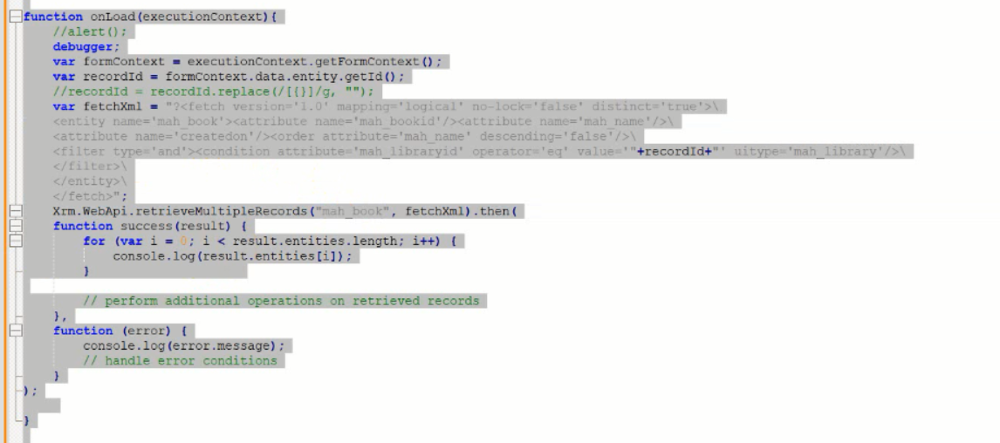 function onLoad(executionContext){
//alert();
debugger;
var formContext = executionContext.getFormContext();
var recordId = formContext.data.entity.getId();
//recordId = recordId.replace(/[{}]/g, "");
var fetchXml = "?<fetch version='1.0' mapping='logical' no-lock='false' distinct='true'>\
<entity name='mah_book'><attribute name='mah_bookid'/><attribute name='mah_name'/>\
<attribute name='createdon'/><order attribute='mah_name' descending='false'/>\
<filter type='and'><condition attribute='mah_libraryid' operator='eq' value='"+recordId+"' uitype='mah_library'/>\
</filter>\
</entity>\
</fetch>";
Xrm.WebApi.retrieveMultipleRecords("mah_book", fetchXml).then(
function success(result) {
for (var i = 0; i < result.entities.length; i++) {
console.log(result.entities[i]);
}
// perform additional operations on retrieved records
},
function (error) {
console.log(error.message);
// handle error conditions
}
);
}